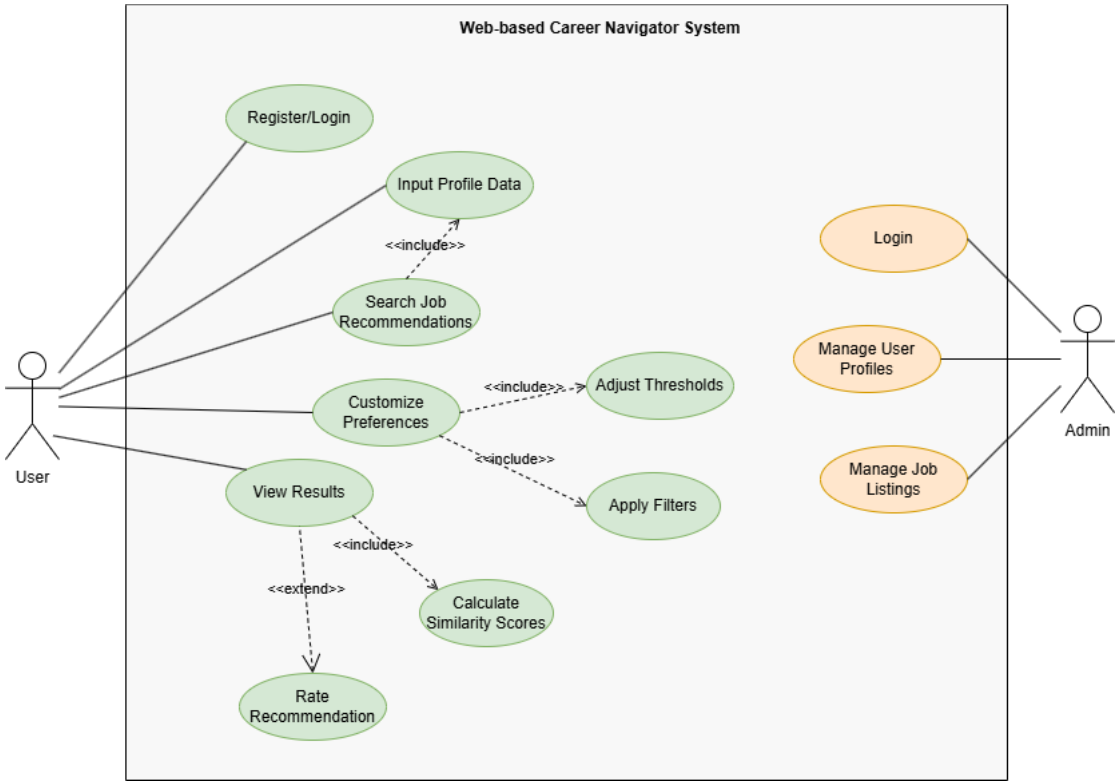 Web-based Career Navigator System
Register/Login
Input Profile Data
<<include>>
Search Job
Recommendations
Login
Manage User
Profiles
<<include>>
Adjust Thresholds
Customize
Preferences
User
Admin
<<include>>
Manage Job
Listings
View Results
Apply Filters
<<include>>
<<extend>>
Calculate
Similarity Scores
Rate
Recommendation